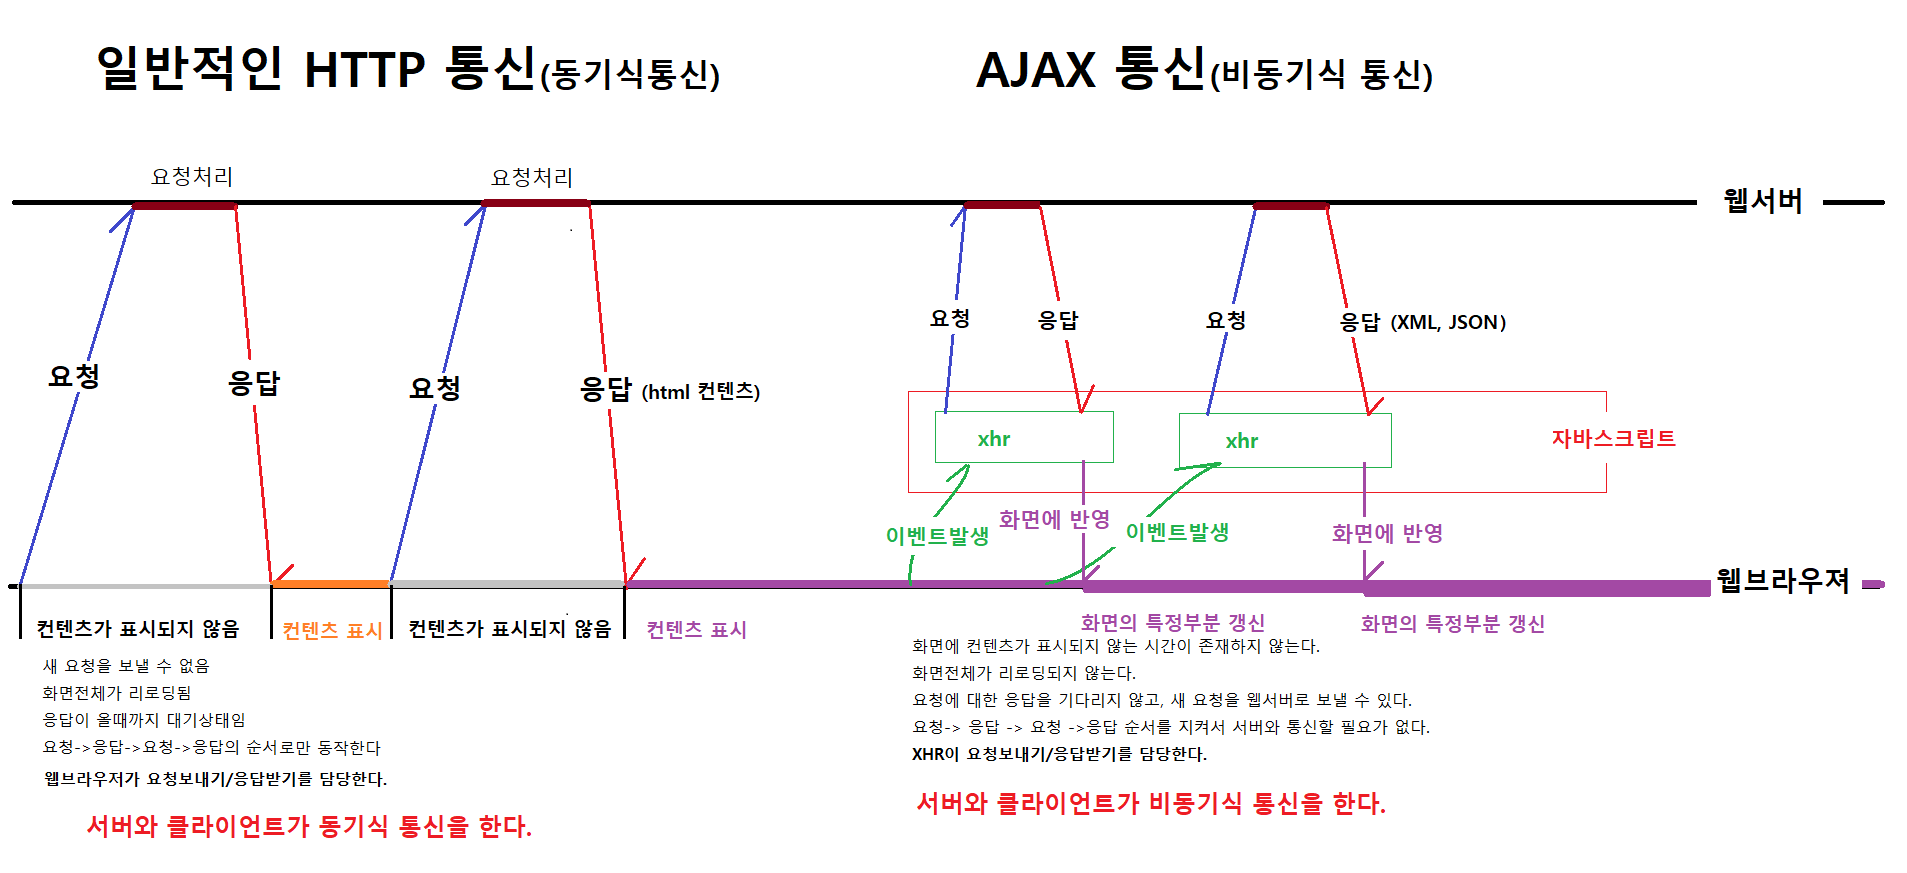 일반적인 HTTP 통신(동기식통신)
요청처리
요청처리
요청
응답
요청
응답 (html 컨텐츠)
컨텐츠가 표시되지 않음
컨텐츠 표시
컨텐츠가 표시되지 않음
컨텐츠 표시
새 요청을 보낼 수 없음
화면전체가 리로딩됨
응답이 올때까지 대기상태임
요청->응답->요청->응답의 순서로만 동작한다
웹브라우저가 요청보내기/응답받기를 담당한다.
서버와 클라이언트가 동기식 통신을 한다.
AJAX 통신(비동기식 통신)
웹서버
요청
응답
요청
응답 (XML, JSON)
xhr
xhr
자바스크립트
이벤트발생
화면에 반영
이벤트발생
화면에 반영
웹브라우져
화면의 특정부분 갱신
화면의 특정부분 갱신
화면에 컨텐츠가 표시되지 않는 시간이 존재하지 않는다.
화면전체가 리로딩되지 않는다.
요청에 대한 응답을 기다리지 않고, 새 요청을 웹서버로 보낼 수 있다.
요청-> 응답 -> 요청 ->응답 순서를 지켜서 서버와 통신할 필요가 없다.
XHR이 요청보내기/응답받기를 담당한다.
서버와 클라이언트가 비동기식 통신을 한다.